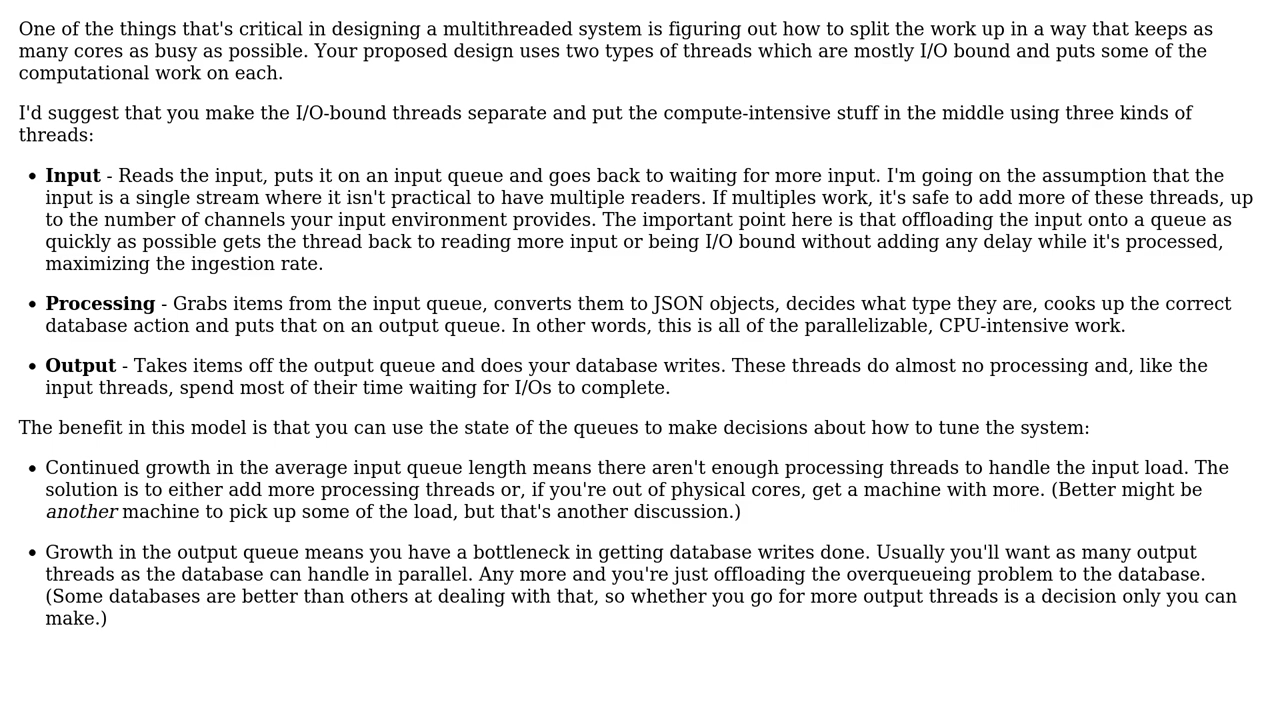 One of the things that's critical in designing a multithreaded system is figuring out how to split the work up in a way that keeps as
many cores as busy as possible. Your proposed design uses two types of threads which are mostly I/O bound and puts some of the
computational work on each.
I'd suggest that you make the I/O-bound threads separate and put the compute-intensive stuff in the middle using three kinds of
threads:
• Input - Reads the input, puts it on an input queue and goes back to waiting for more input. I'm going on the assumption that the
input is a single stream where it isn't practical to have multiple readers. If multiples work, it's safe to add more of these threads, up
to the number of channels your input environment provides. The important point here is that offloading the input onto a queue as
quickly as possible gets the thread back to reading more input or being I/O bound without adding any delay while it's processed,
maximizing the ingestion rate.
• Processing - Grabs items from the input queue, converts them to JSON objects, decides what type they are, cooks up the correct
database action and puts that on an output queue. In other words, this is all of the parallelizable, CPU-intensive work.
• Output - Takes items off the output queue and does your database writes. These threads do almost no processing and, like the
input threads, spend most of their time waiting for I/Os to complete.
The benefit in this model is that you can use the state of the queues to make decisions about how to tune the system:
• Continued growth in the average input queue length means there aren't enough processing threads to handle the input load. The
solution is to either add more processing threads or, if you're out of physical cores, get a machine with more. (Better might be
another machine to pick up some of the load, but that's another discussion.)
• Growth in the output queue means you have a bottleneck in getting database writes done. Usually you'll want as many output
threads as the database can handle in parallel. Any more and you're just offloading the overqueueing problem to the database.
(Some databases are better than others at dealing with that, so whether you go for more output threads is a decision only you can
make.)